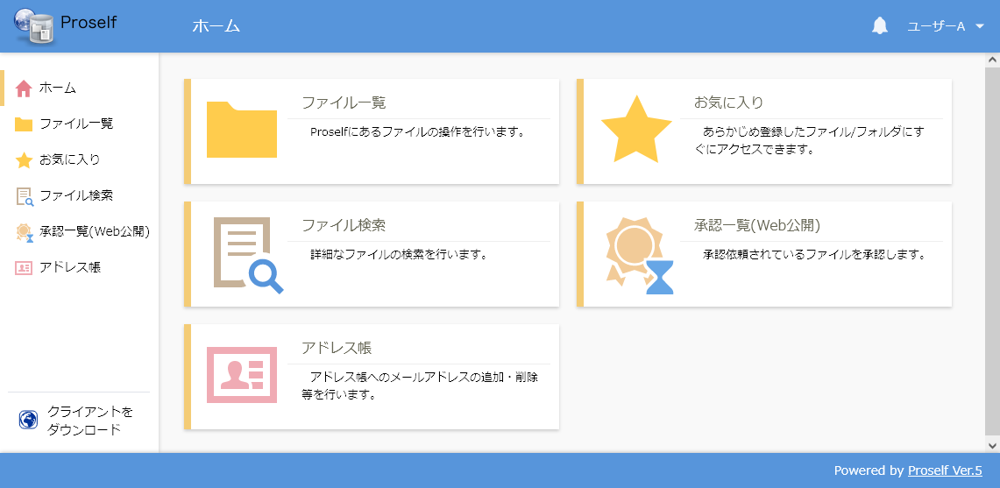 Proself
ホーム
ユーザーA
ホーム
ファイル一覧
お気に入り
ファイル検索
承認一覧(Web公開)
アドレス帳
クライアントを
ダウンロード
ファイル一覧
Proselfにあるファイルの操作を行います。
お気に入り
あらかじめ登録したファイル/フォルダにす
ぐにアクセスできます。
ファイル検索
詳細なファイルの検索を行います。
承認一覧(Web公開)
承認依頼されているファイルを承認します。
アドレス帳
アドレス帳へのメールアドレスの追加・削除
等を行います。
Powered by Proself Ver.5